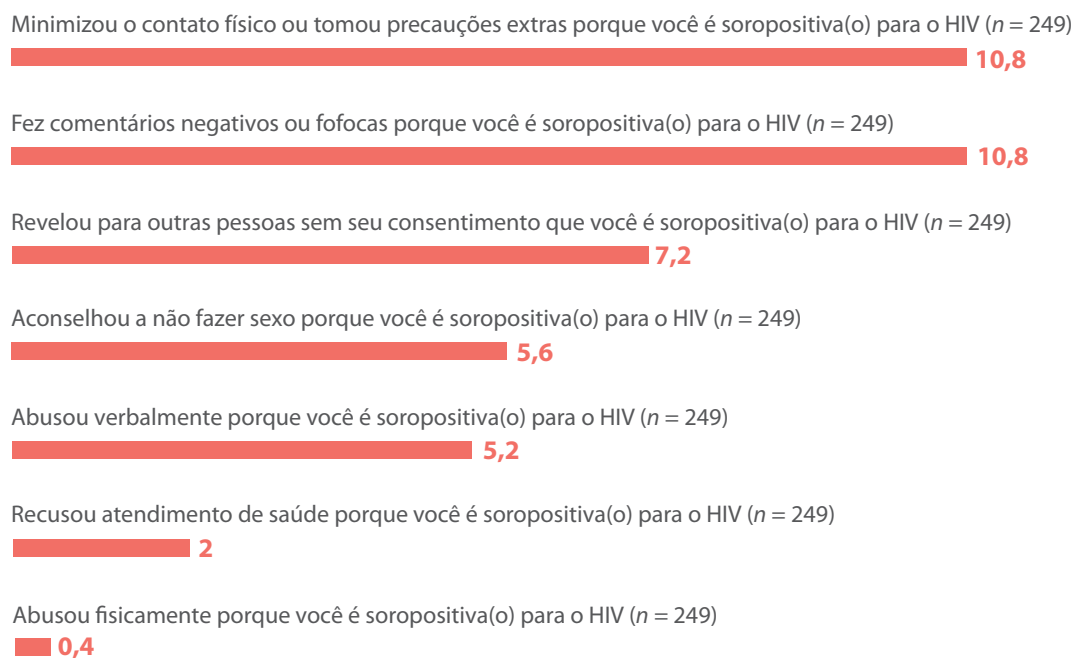 Minimizou o contato físico ou tomou precauções extras porque você é soropositiva(o) para o HIV (n = 249)
10,8
Fez comentários negativos ou fofocas porque você é soropositiva(o) para o HIV (n = 249)
10,8
Revelou para outras pessoas sem seu consentimento que você é soropositiva(o) para o HIV (n = 249)
7,2
Aconselhou a não fazer sexo porque você é soropositiva(o) para o HIV (n = 249)
5,6
Abusou verbalmente porque você é soropositiva(o) para o HIV (n = 249)
5,2
Recusou atendimento de saúde porque você é soropositiva(o) para o HIV (n = 249)
2
Abusou fisicamente porque você é soropositiva(o) para o HIV (n = 249)
0,4